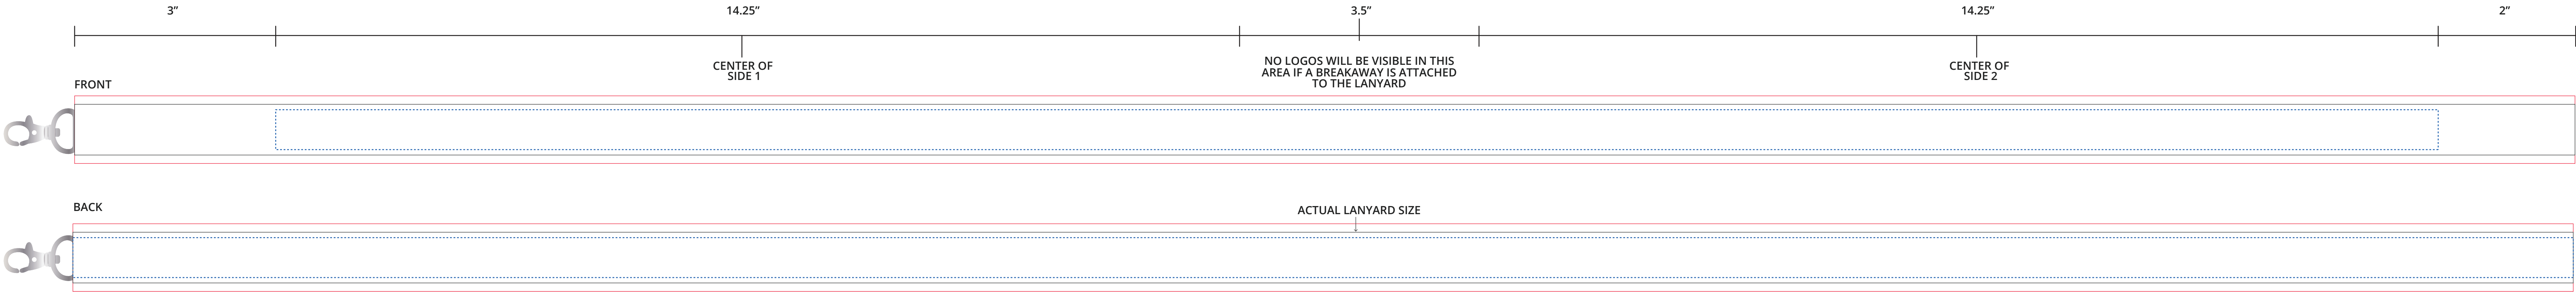 3”
14.25”
3.5”
14.25”
2”
CENTER OF
SIDE 1
NO LOGOS WILL BE VISIBLE IN THIS
AREA IF A BREAKAWAY IS ATTACHED
TO THE LANYARD
CENTER OF
SIDE 2
FRONT
BACK
ACTUAL LANYARD SIZE